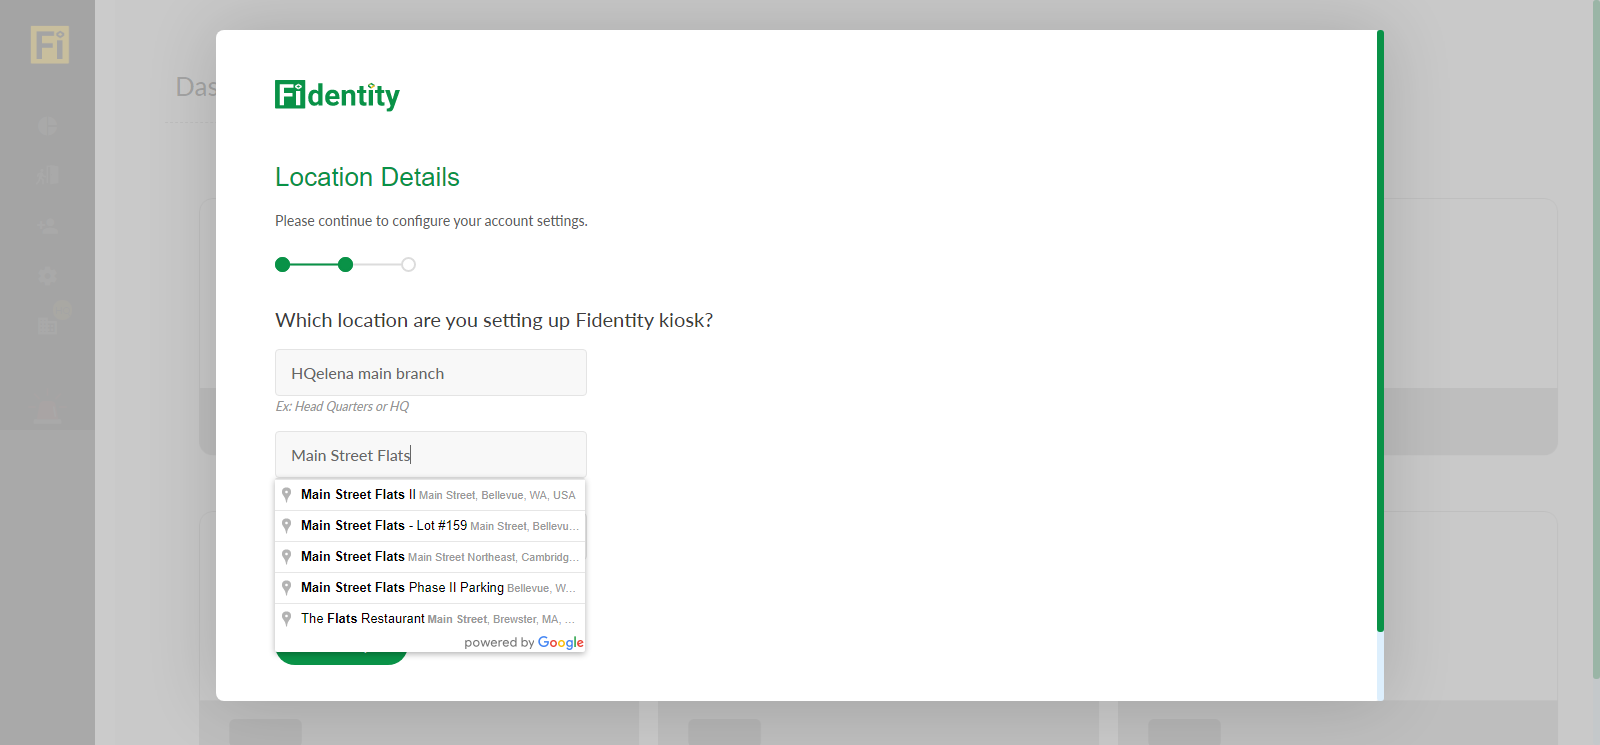 Fi
Das
Fidentity
Location Details
Please continue to configure your account settings.
Which location are you setting up Fidentity kiosk?
HQelena main branch
Ex: Head Quarters or HQ
Main Street Flats
Main Street Flats II Main Street, Bellevue, WA, USA
Main Street Flats - Lot #159 Main Street, Bellevu...
Main Street Flats Main Street Northeast, Cambridg...
Main Street Flats Phase II Parking Bellevue, W...
The Flats Restaurant Main Street, Brewster, MA, ...
powered by Google